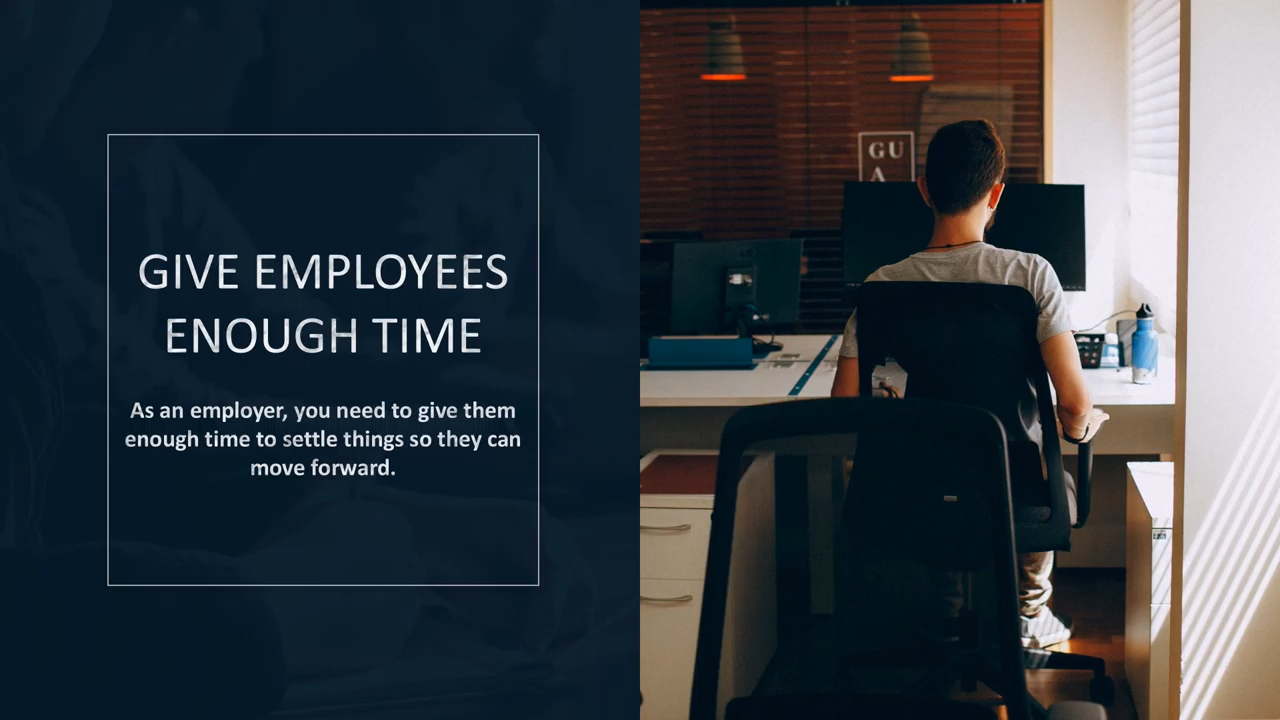 GIVE EMPLOYEES
ENOUGH TIME
As an employer, you need to give them
enough time to settle things so they can
move forward.
GU
A